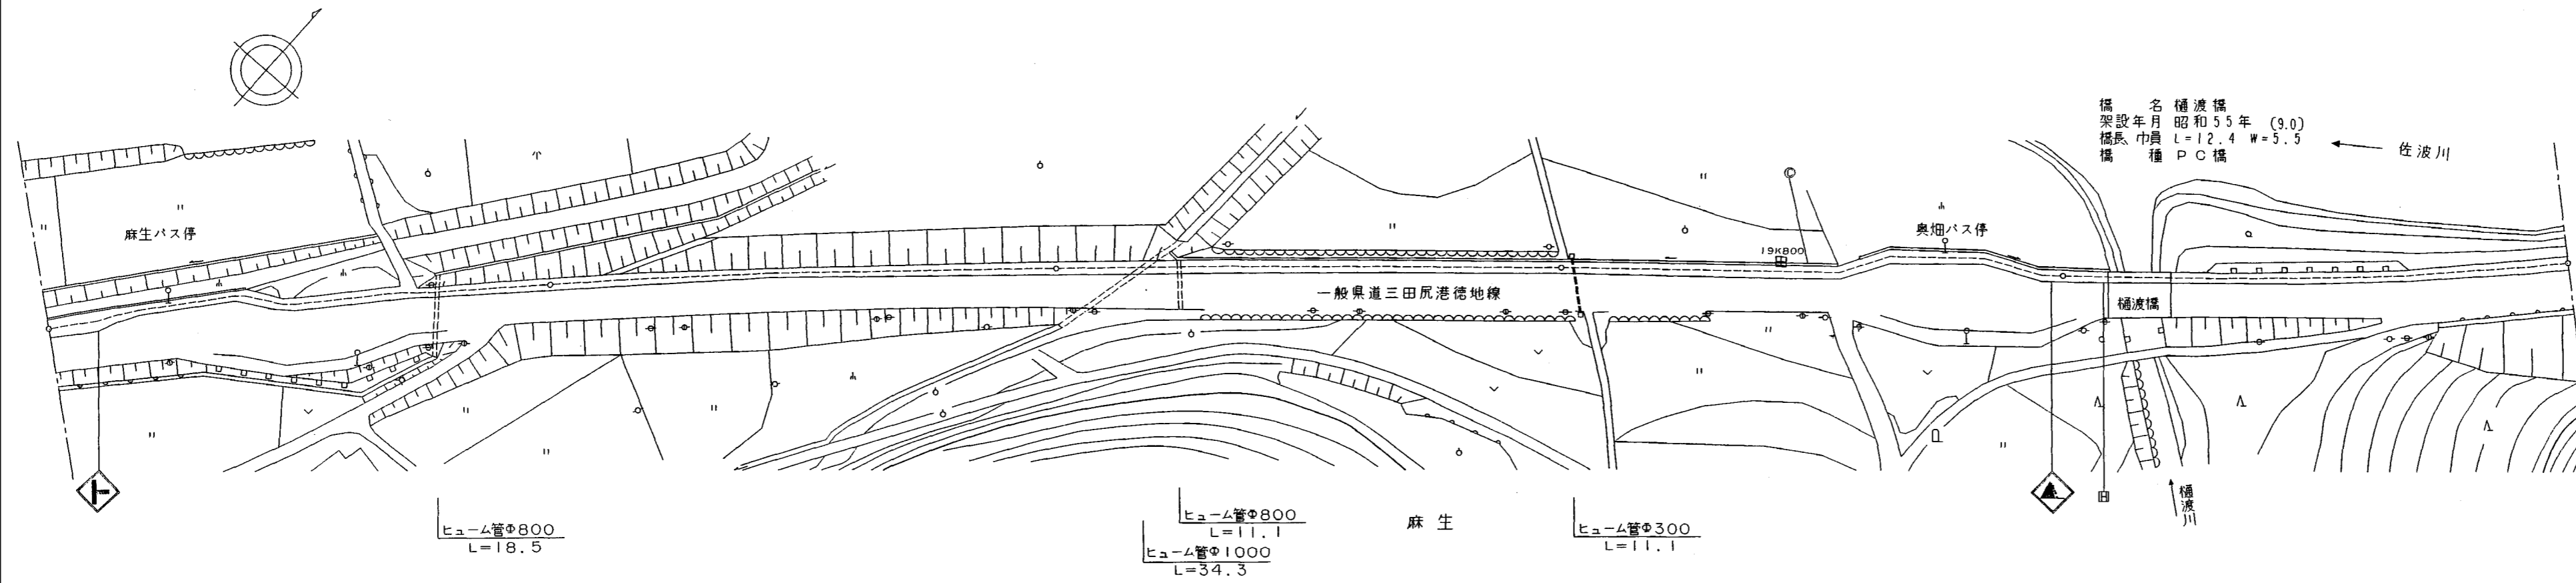 橋　　名 樋渡橋
架設年月 昭和55年 (9.0)
橋長、巾員 L=12.4 W=5.5
橋　　種 PC橋
佐波川
麻生バス停
奥畑バス停
19K800
一般県道三田尻港徳地線
樋渡橋
樋渡川
ヒューム管Φ800
L=18.5
ヒューム管Φ800
L=11.1
ヒューム管Φ1000
L=34.3
麻生
ヒューム管Φ300
L=11.1
H
C